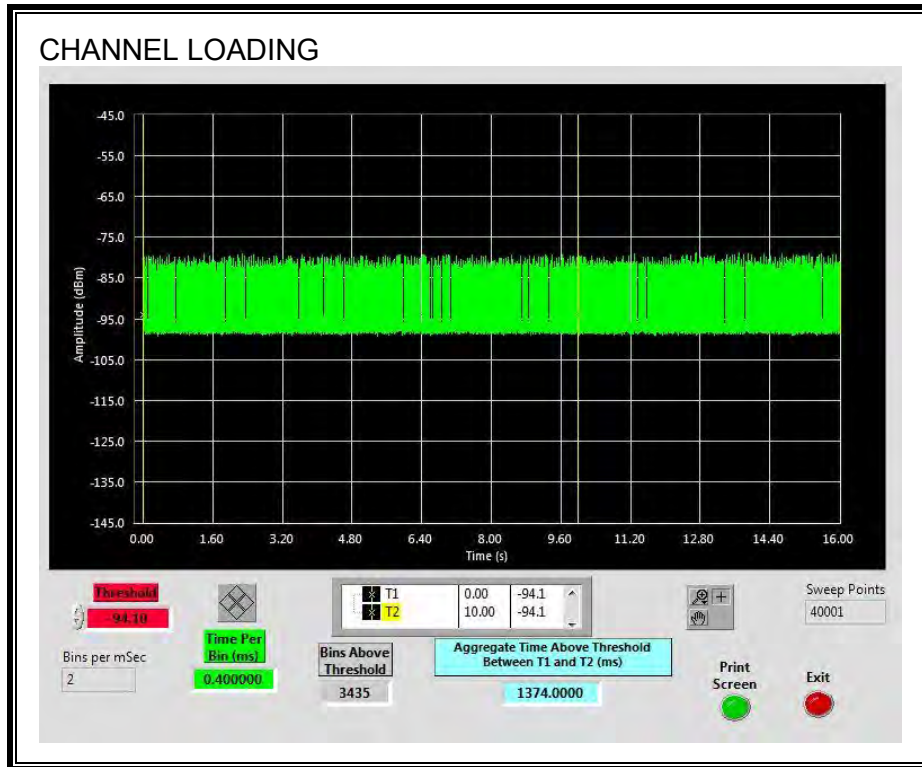 CHANNEL LOADING
-45.0
-55.0
-65.0
-75.0
-85.0
-95.0
-105.0
-115.0
-125.0
-135.0
-145.0
Amplitude (dBm)
0.00 1.60 3.20 4.80 6.40 8.00 9.60 11.20 12.80 14.40 16.00
Time (s)
Threshold
-94.10
Bins per mSec
2
Time Per
Bin (ms)
0.400000
T1 0.00 -94.1
T2 10.00 -94.1
Bins Above
Threshold
3435
Aggregate Time Above Threshold
Between T1 and T2 (ms)
1374.0000
Print
Screen
Exit
Sweep Points
40001